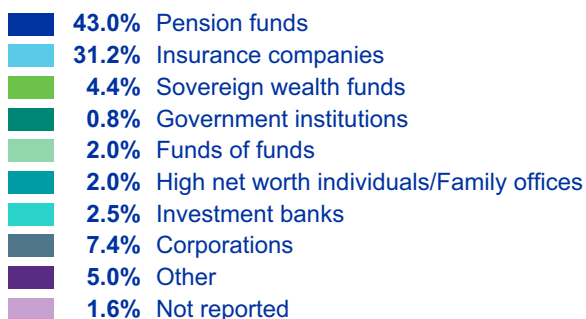 43.0% Pension funds
31.2% Insurance companies
4.4% Sovereign wealth funds
0.8% Government institutions
2.0% Funds of funds
2.0% High net worth individuals/Family offices
2.5% Investment banks
7.4% Corporations
5.0% Other
1.6% Not reported